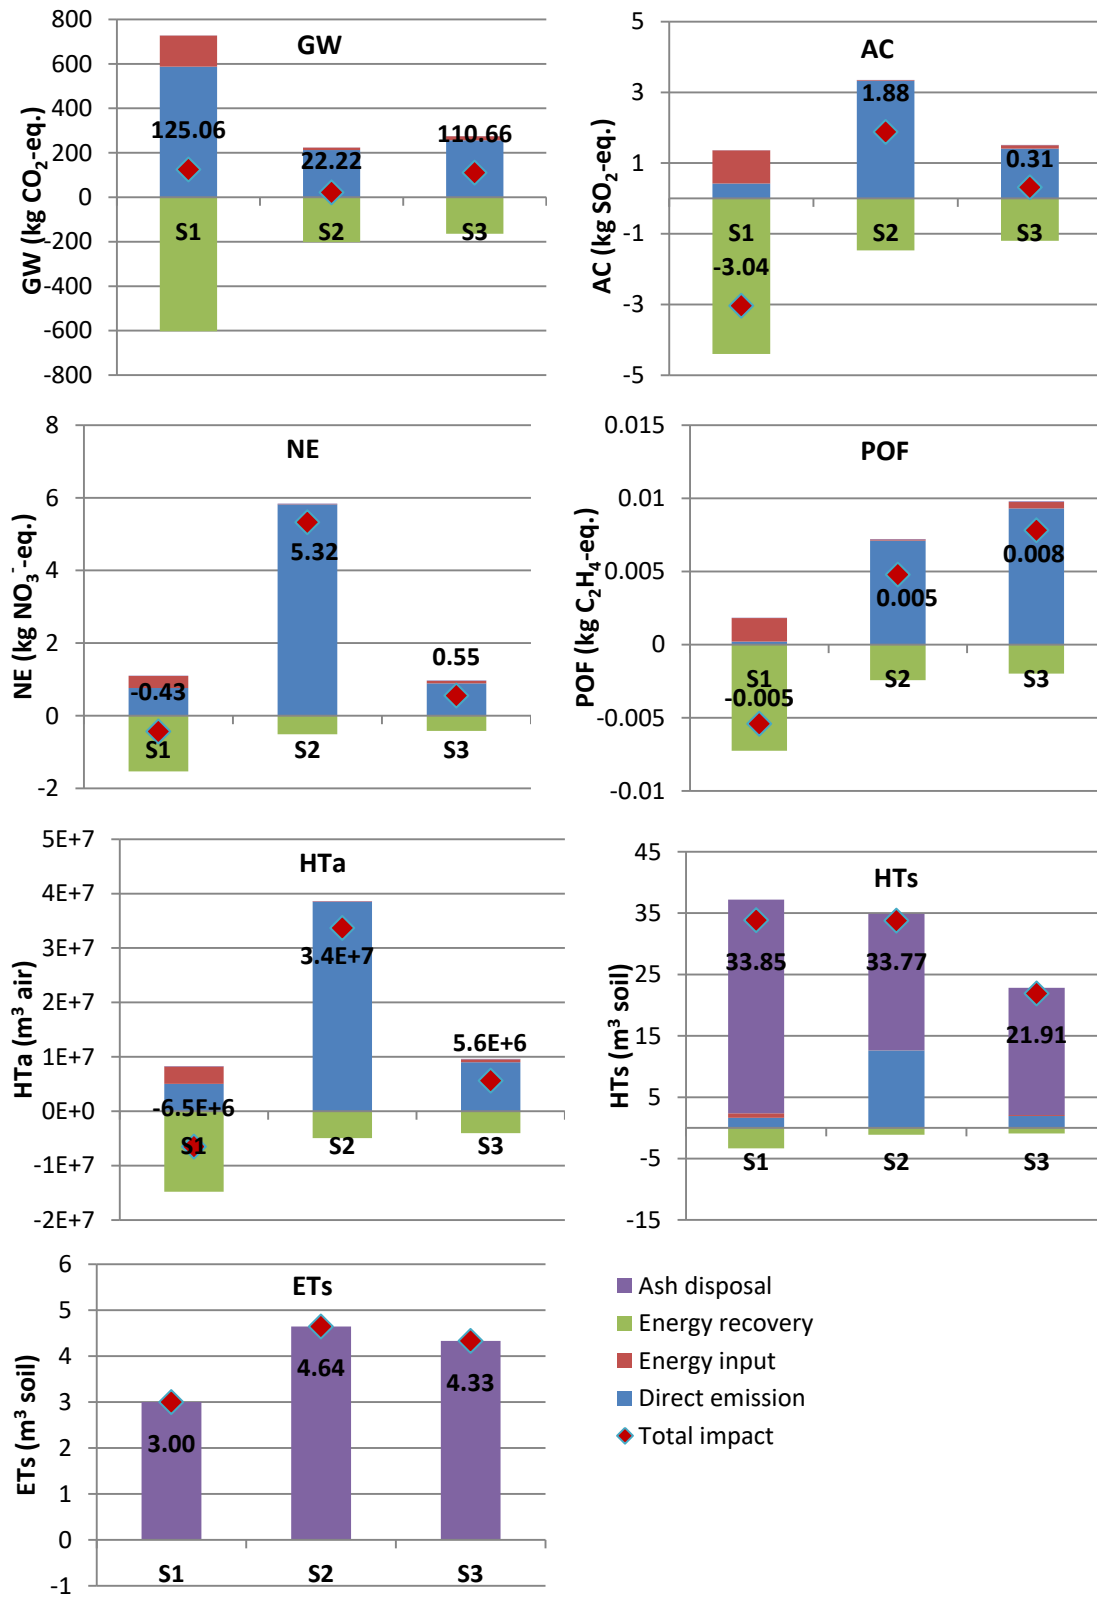 GW
GW (kg CO₂-eq.)
800
600
400
200
0
-200
-400
-600
-800
125.06
22.22
110.66
S1
S2
S3
AC
AC (kg SO₂-eq.)
5
3
1
-1
-3
-5
1.88
0.31
-3.04
S1
S2
S3
NE
NE (kg NO₃⁻-eq.)
8
6
4
2
0
-2
-0.43
5.32
0.55
S1
S2
S3
POF
POF (kg C₂H₄-eq.)
0.015
0.01
0.005
0
-0.005
-0.01
-0.005
0.005
0.008
S1
S2
S3
HTa
HTa (m³ air)
5E+7
4E+7
3E+7
2E+7
1E+7
0E+0
-1E+7
-2E+7
-6.5E+6
3.4E+7
5.6E+6
S1
S2
S3
HTs
HTs (m³ soil)
45
35
25
15
5
-5
-15
33.85
33.77
21.91
S1
S2
S3
ETs
ETs (m³ soil)
6
5
4
3
2
1
0
-1
3.00
4.64
4.33
S1
S2
S3
Ash disposal
Energy recovery
Energy input
Direct emission
Total impact